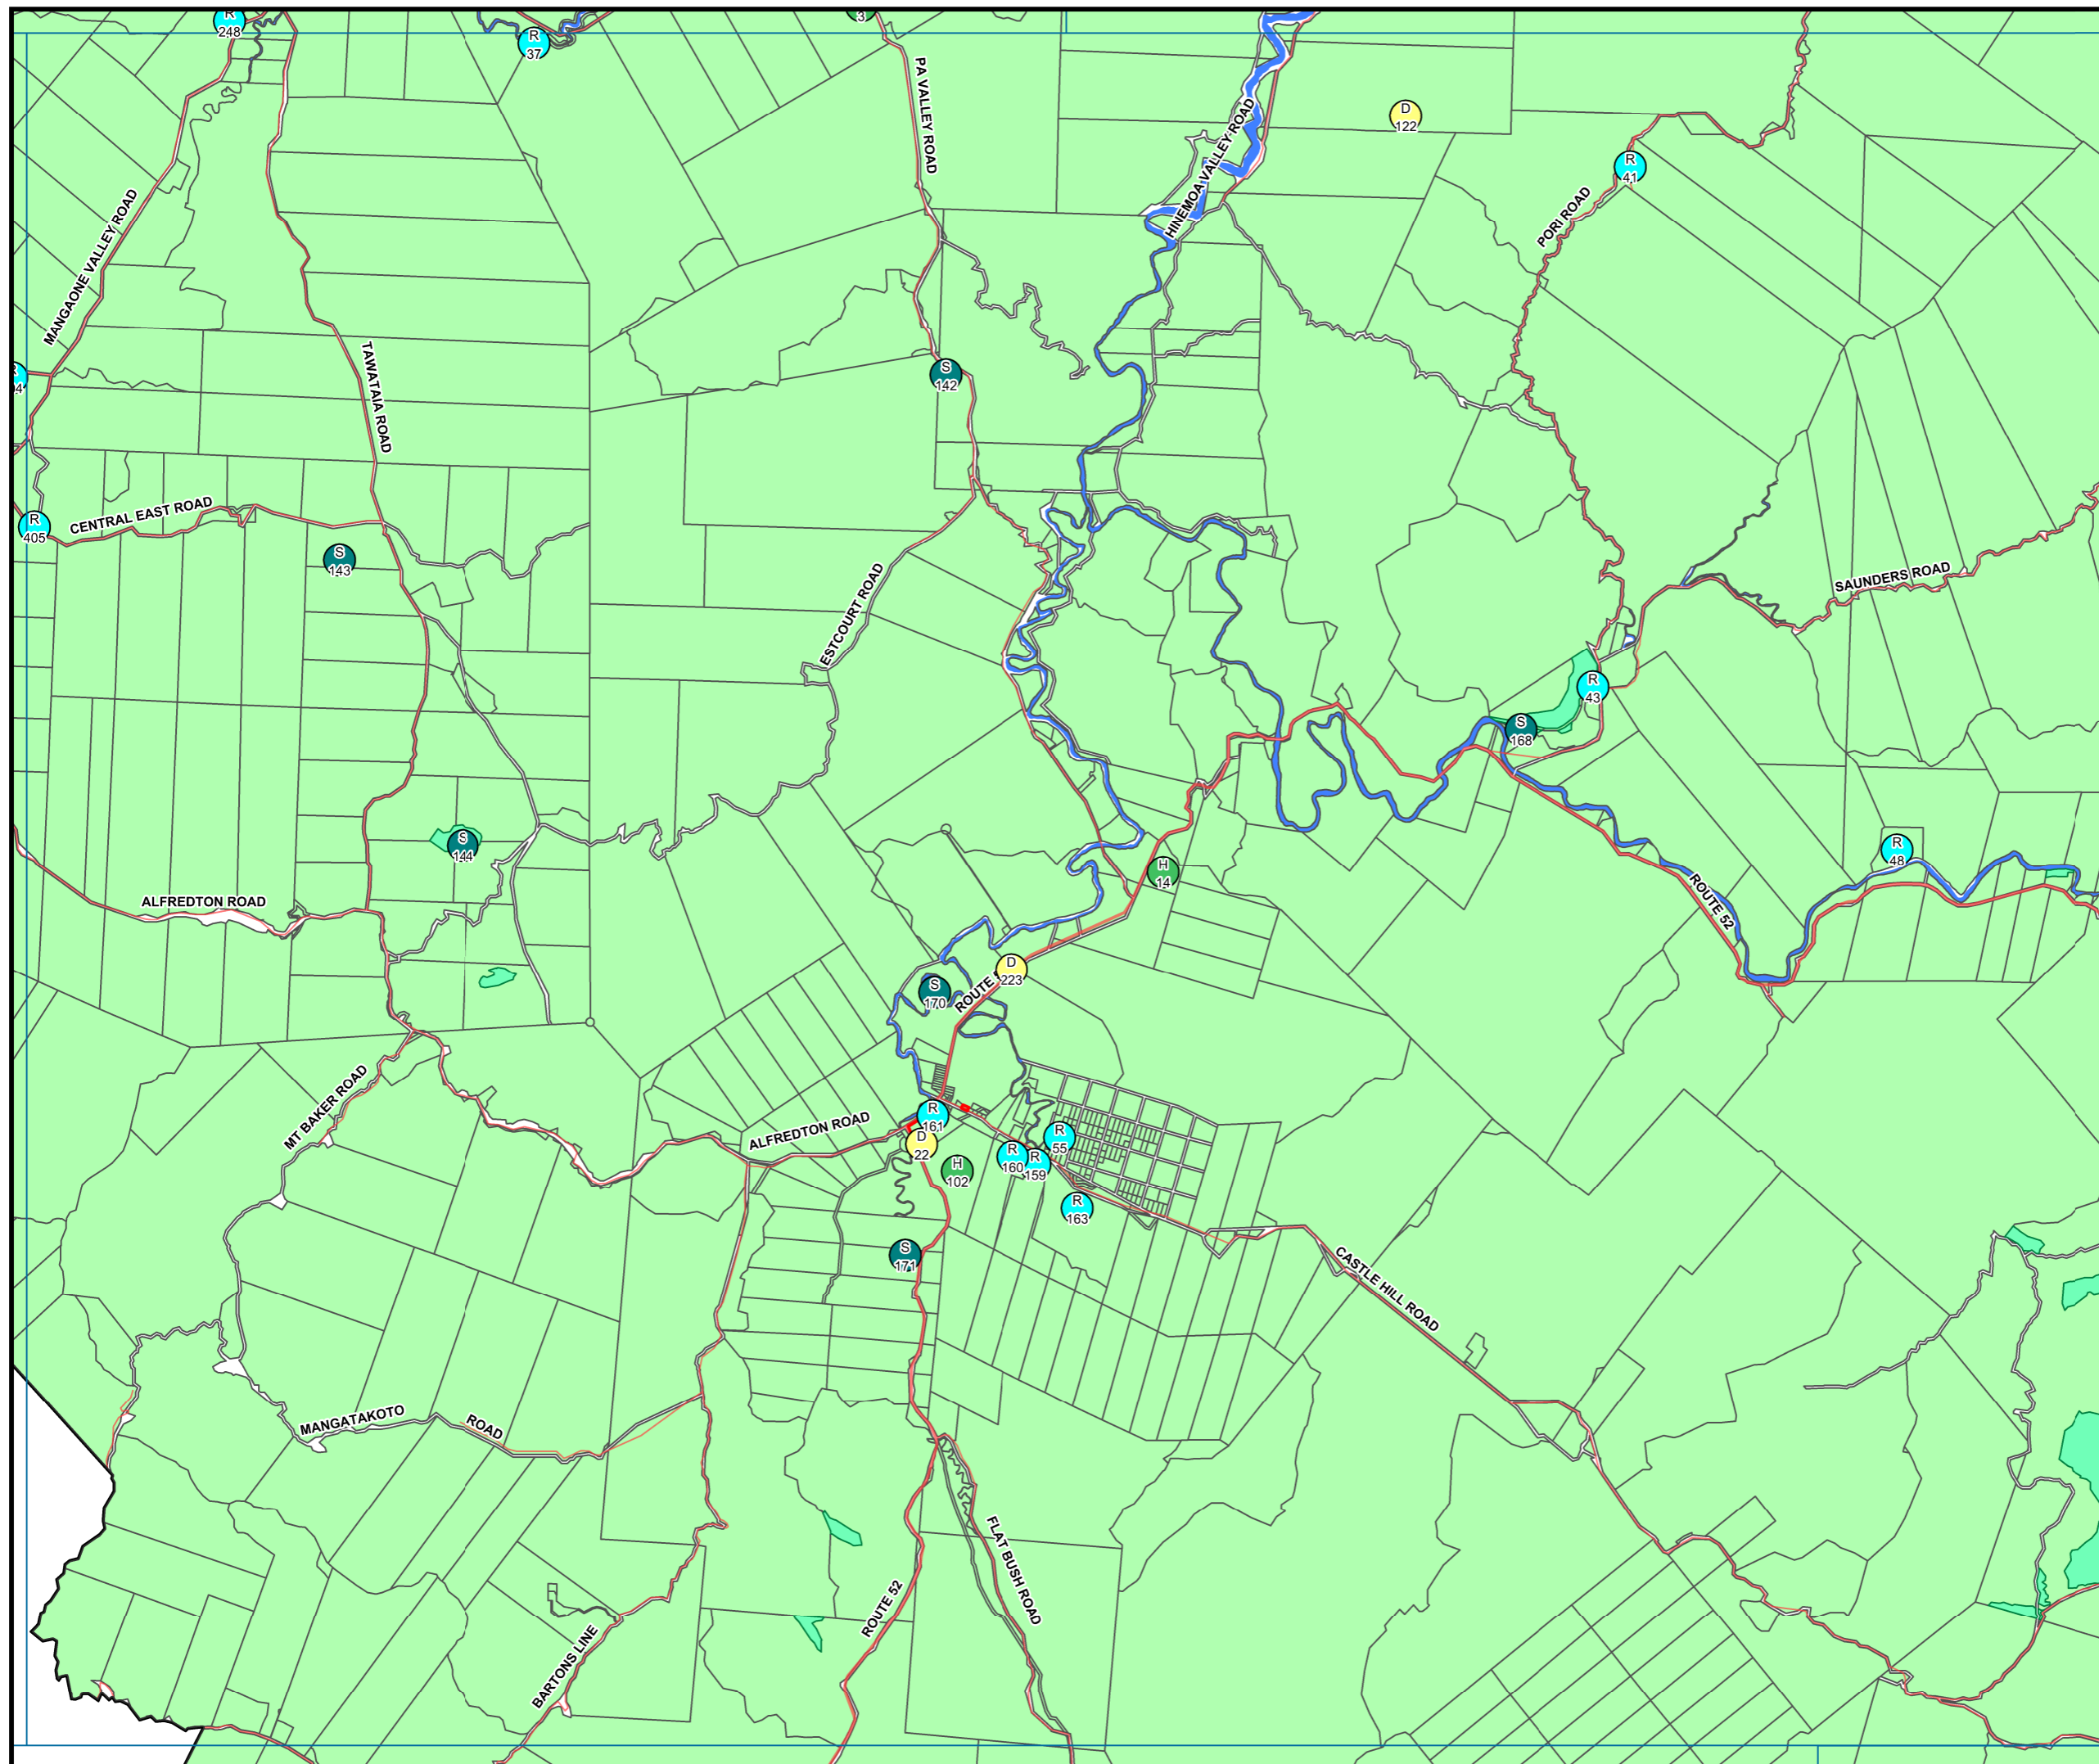 R
248
R
37
3
PA VALLEY ROAD
HINEMOA VALLEY ROAD
D
122
R
41
PORI ROAD
MANGAONE VALLEY ROAD
TAWATAIA ROAD
S
142
R
405
CENTRAL EAST ROAD
S
143
ESTCOURT ROAD
SAUNDERS ROAD
R
43
S
168
S
144
R
48
H
14
ALFREDTON ROAD
ROUTE 52
D
223
S
170
ROUTE
MT BAKER ROAD
ALFREDTON ROAD
R
161
D
22
H
102
R
160
R
159
R
55
R
163
S
171
CASTLE HILL ROAD
MANGATAKOTO
ROAD
FLAT BUSH ROAD
ROUTE 52
BARTONS LINE